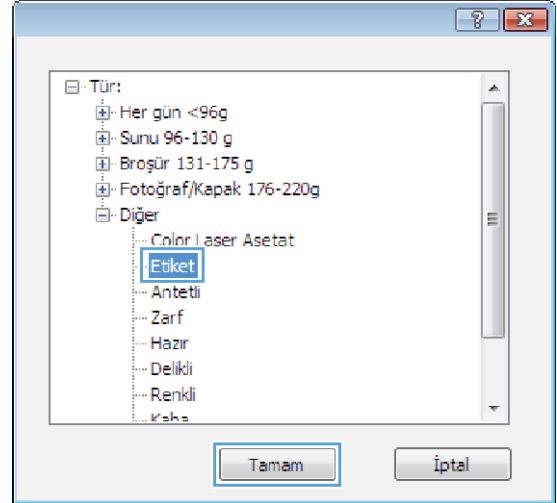 Tür:
Her gün <96g
Sunu 96-130 g
Broşür 131-175 g
Fotoğraf/Kapak 176-220g
Diğer
Color Laser Asetat
Etiket
Antetli
Zarf
Hazır
Delikli
Renkli
Kaba
Tamam
İptal